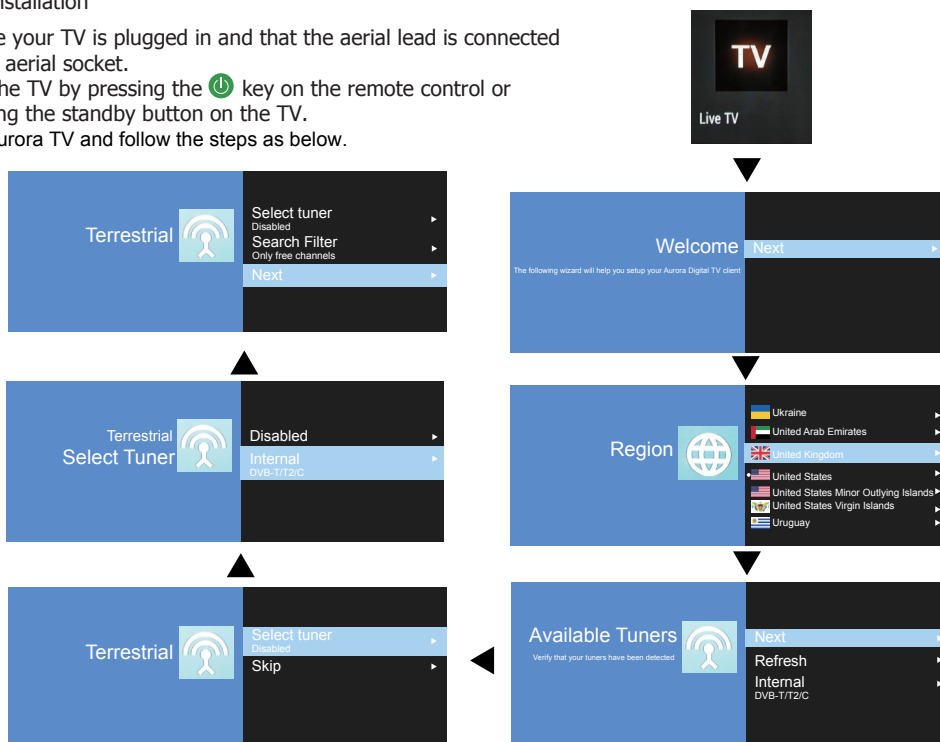 e your TV is plugged in and that the aerial lead is connected
aerial socket.
he TV by pressing the key on the remote control or
ng the standby button on the TV.
urora TV and follow the steps as below.
TV
Live TV
Welcome
The following wizard will help you setup your Aurora Digital TV client
Next
Region
Ukraine
United Arab Emirates
United Kingdom
United States
United States Minor Outlying Islands
United States Virgin Islands
Uruguay
Available Tuners
Verify that your tuners have been detected
Next
Refresh
Internal
DVB-T/T2/C
Terrestrial
Select tuner
Disabled
Skip
Terrestrial
Select Tuner
Disabled
Internal
DVB-T/T2/C
Terrestrial
Select tuner
Disabled
Search Filter
Only free channels
Next